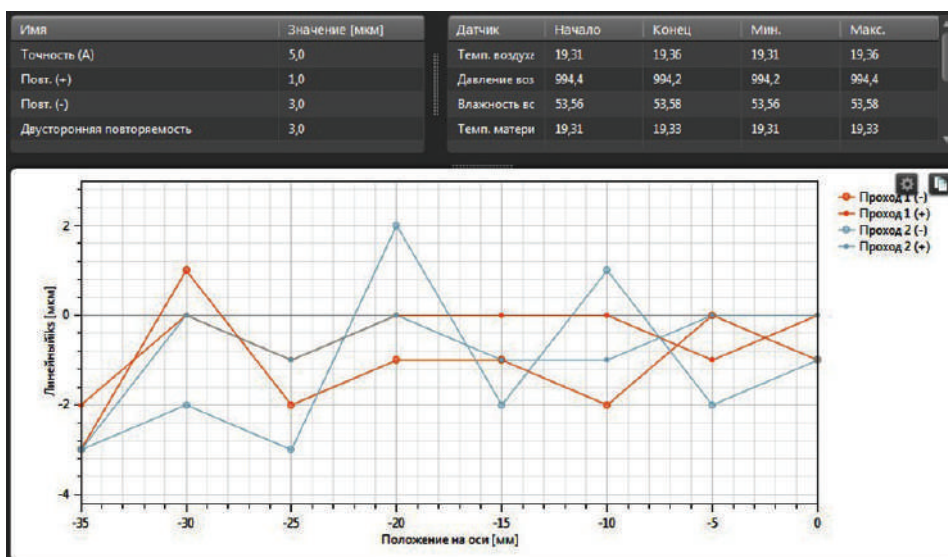 Имя Значение [мкм]
Точность (A) 5,0
Повт. (+) 1,0
Повт. (-) 3,0
Двусторонняя повторяемость 3,0
Датчик Начало Конец Мин. Макс.
Темп. воздуха 19,31 19,36 19,31 19,36
Давление воз 994,4 994,2 994,2 994,4
Влажность вс 53,56 53,58 53,56 53,58
Темп. матери 19,31 19,33 19,31 19,33
Проход 1 (-)
Проход 1 (+)
Проход 2 (-)
Проход 2 (+)
Линейныйks [мкм]
2
0
-2
-4
-35 -30 -25 -20 -15 -10 -5 0
Положение на оси [мм]